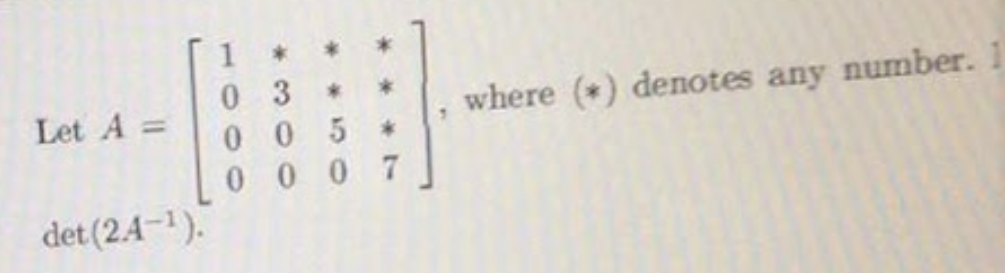 Let A = [ 1 * * *
0 3 * *
0 0 5 *
0 0 0 7 ], where (*) denotes any number.
det(2A⁻¹).